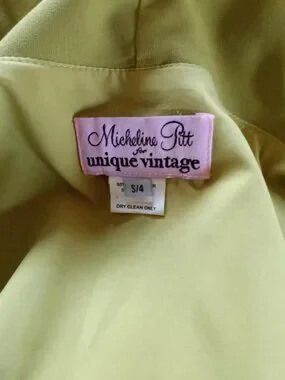 Micheline Pitt
for
unique vintage
S/4
DRY CLEAN ONLY